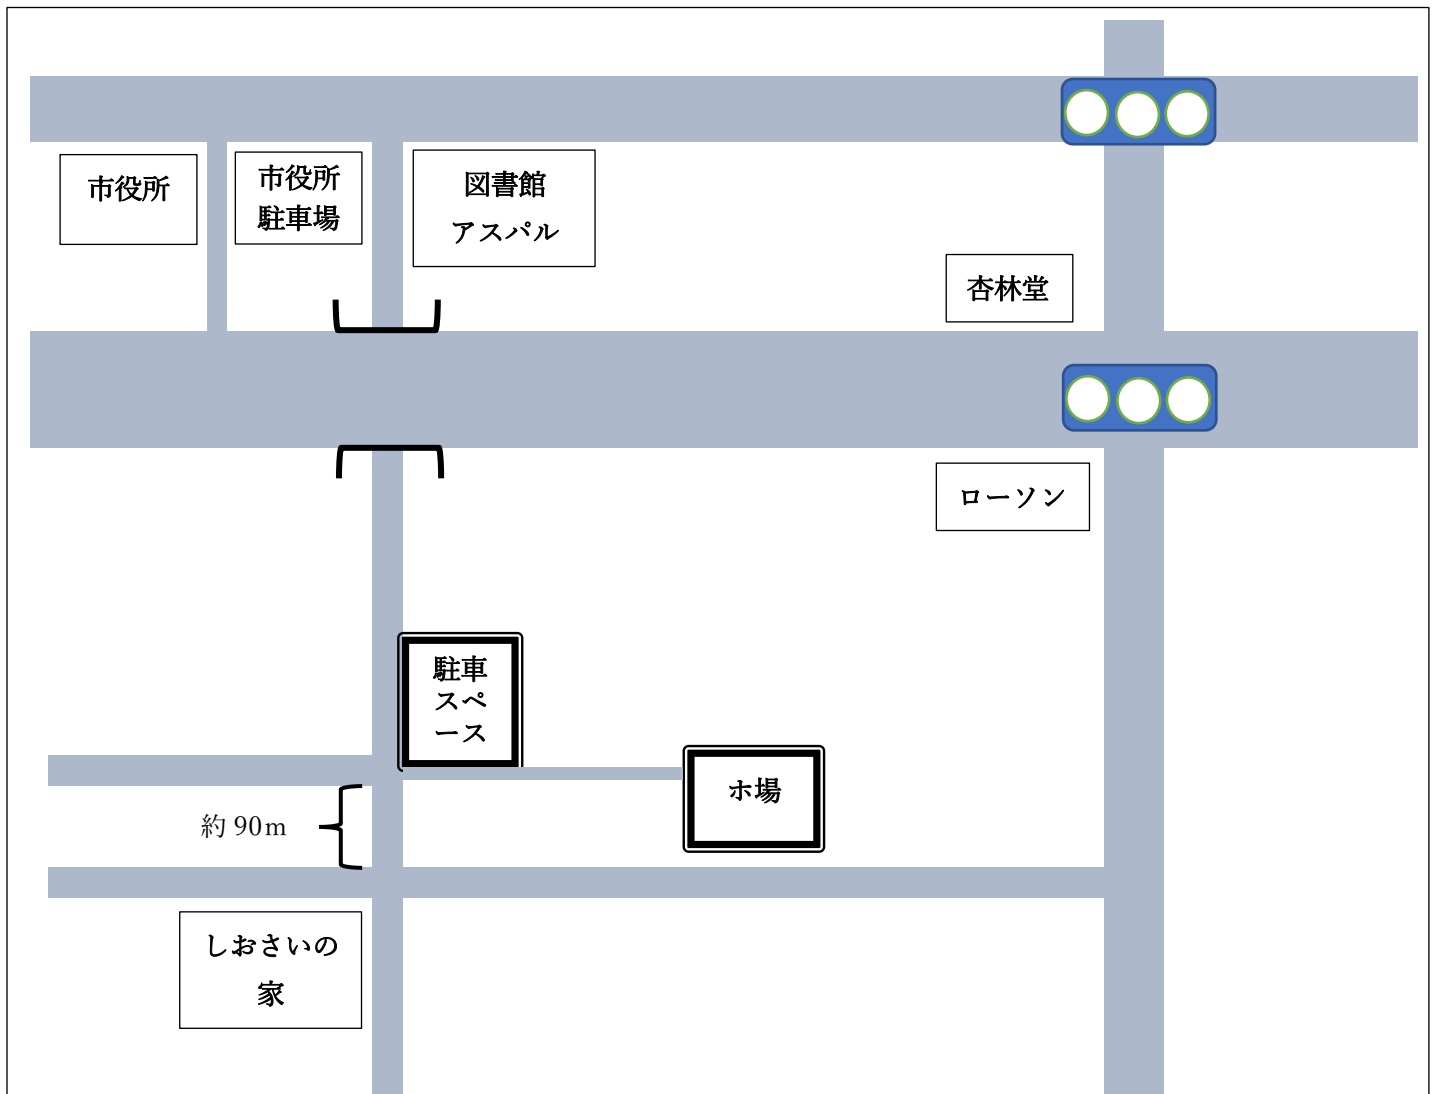 市役所
市役所
駐車場
図書館
アスパル
杏林堂
ローソン
駐車
スペ
ース
ホ場
約 90m
しおさいの
家